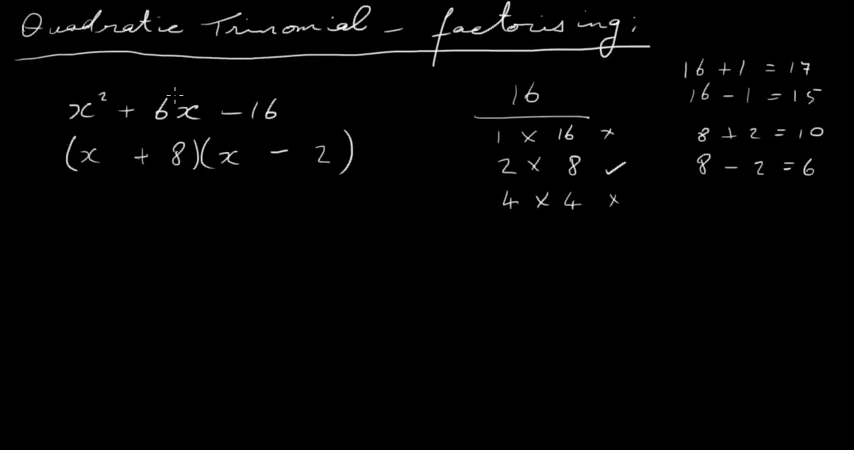 Quadratic Trinomial - factorising:
x² + 6x - 16
(x + 8)(x - 2)
16
1 × 16 ×
2 × 8 ✓
4 × 4 ×
16 + 1 = 17
16 - 1 = 15
8 + 2 = 10
8 - 2 = 6